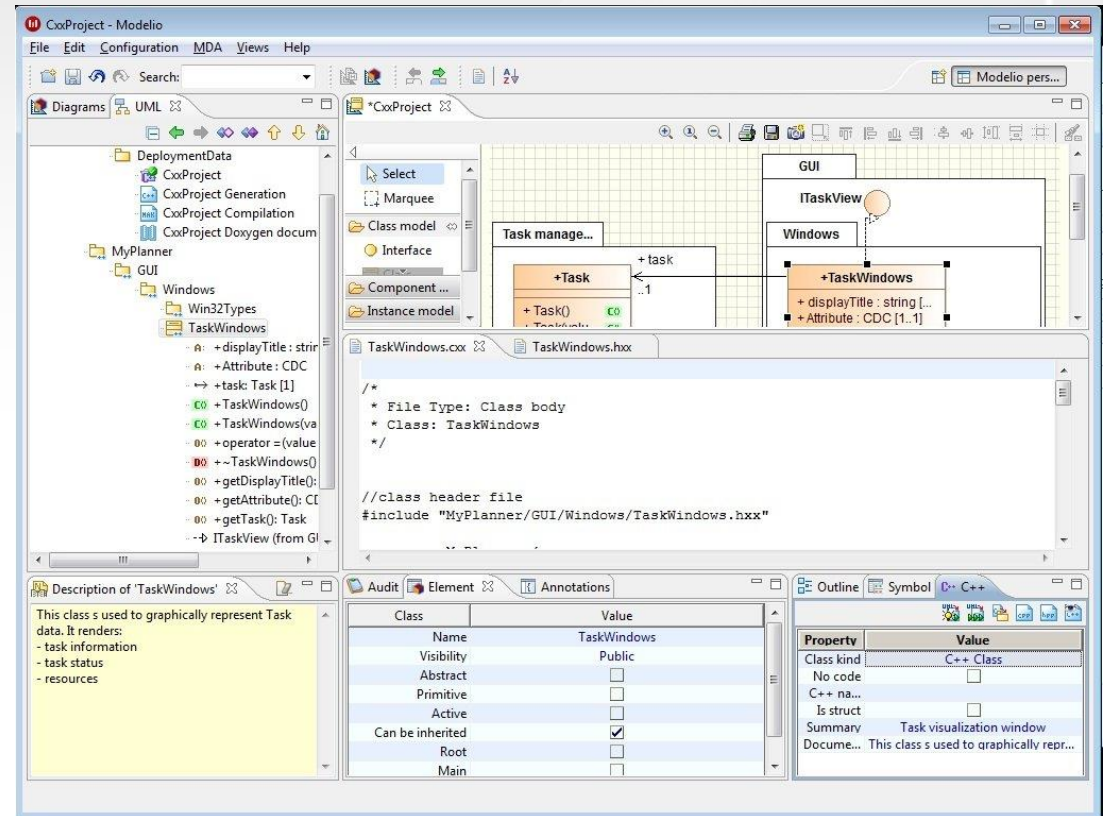 CxxProject - Modelio
File Edit Configuration MDA Views Help
Search:
Modelio pers...
Diagrams UML
DeploymentData
CxxProject
CxxProject Generation
CxxProject Compilation
CxxProject Doxygen docum
MyPlanner
GUI
Windows
Win32Types
TaskWindows
+displayTitle : strin
+Attribute : CDC
+task: Task [1]
+TaskWindows()
+TaskWindows(va
+operator =(value
+~TaskWindows()
+getDisplayTitle():
+getAttribute(): CD
+getTask(): Task
ITaskView (from GU
*CxxProject
Select
Marquee
Class model
Interface
Component ...
Instance model
Task manage...
+Task
+ Task()
+ task
..1
GUI
ITaskView
Windows
+TaskWindows
+ displayTitle : string [...
+ Attribute : CDC [1..1]
TaskWindows.cxx TaskWindows.hxx
/*
* File Type: Class body
* Class: TaskWindows
*/
//class header file
#include "MyPlanner/GUI/Windows/TaskWindows.hxx"
Description of 'TaskWindows'
This class s used to graphically represent Task
data. It renders:
- task information
- task status
- resources
Audit Element Annotations
Class Value
Name TaskWindows
Visibility Public
Abstract
Primitive
Active
Can be inherited
Root
Main
Outline Symbol C++
Property Value
Class kind C++ Class
No code
C++ na...
Is struct
Summary Task visualization window
Docume... This class s used to graphically repr...